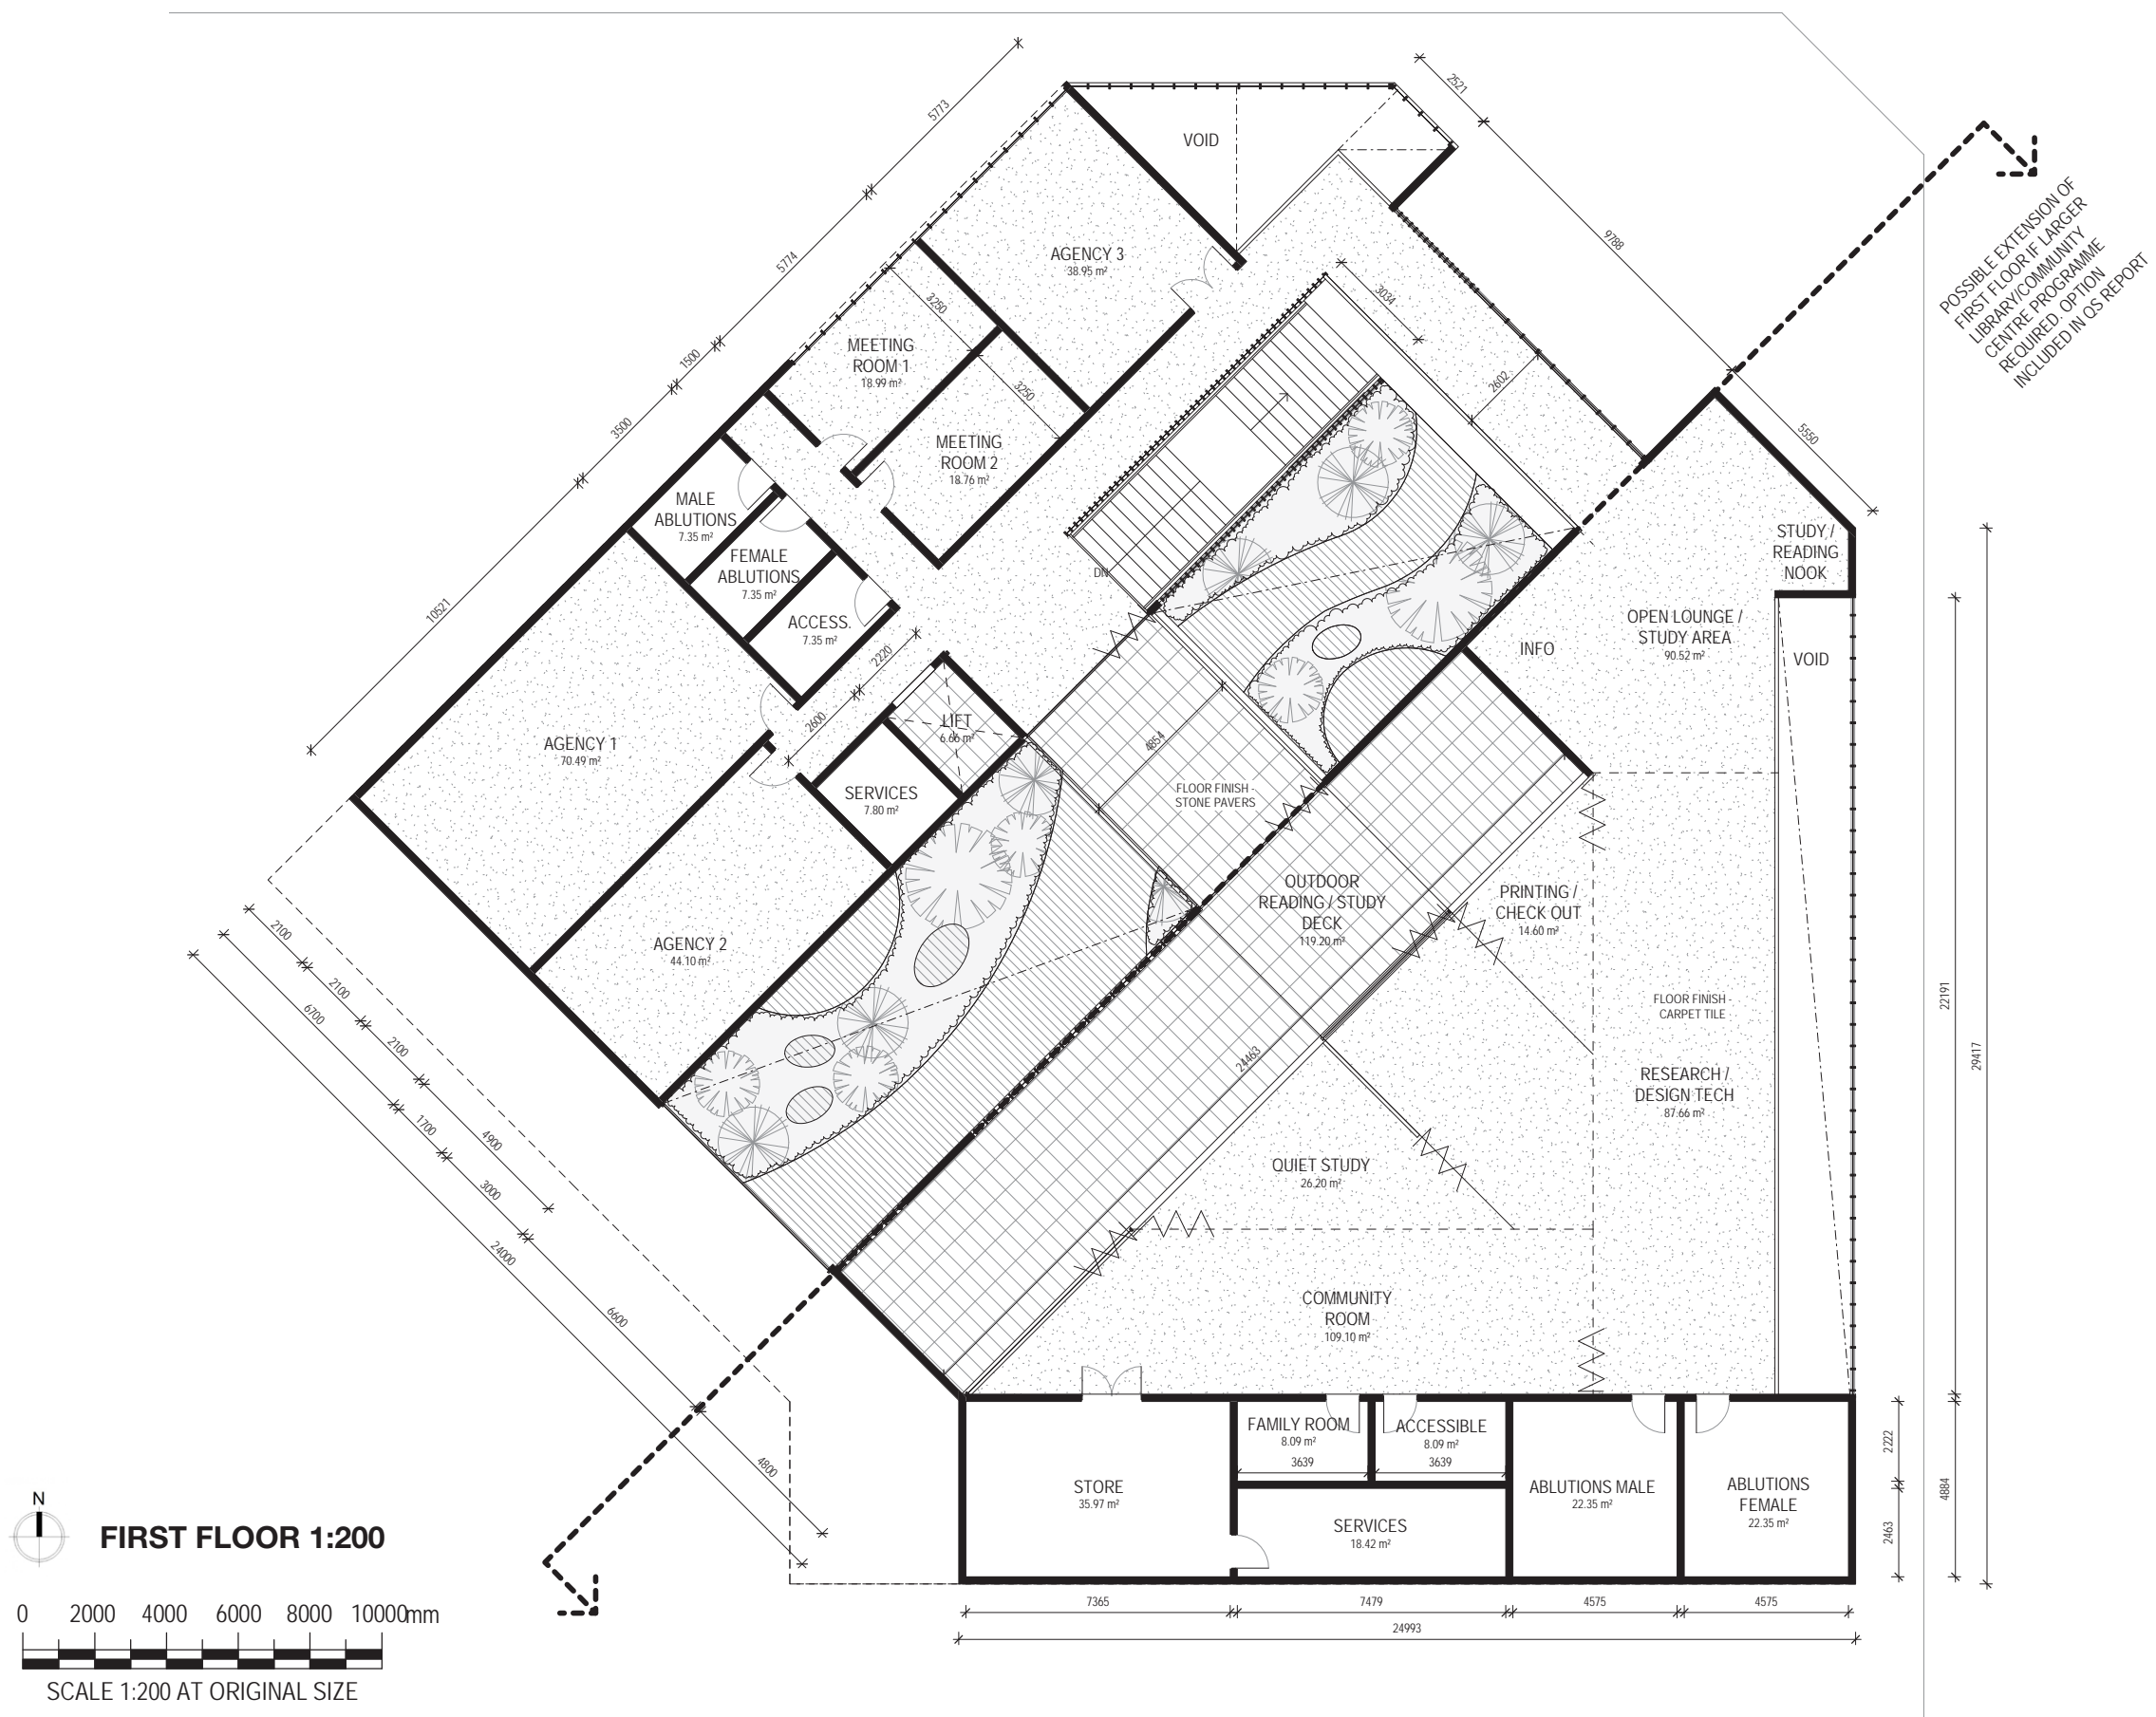 5773
2521
VOID
5774
9788
POSSIBLE EXTENSION OF
FIRST FLOOR IF LARGER
LIBRARY/COMMUNITY
CENTRE PROGRAMME
REQUIRED. OPTION
INCLUDED IN QS REPORT
AGENCY 3
38.95 m²
3250
3034
1500
MEETING
ROOM 1
18.99 m²
3250
2602
3500
MEETING
ROOM 2
18.76 m²
5550
MALE
ABLUTIONS
7.35 m²
FEMALE
ABLUTIONS
7.35 m²
DN
STUDY /
READING
NOOK
10521
ACCESS.
7.35 m²
2220
INFO
OPEN LOUNGE /
STUDY AREA
90.52 m²
VOID
2600
LIFT
6.66 m²
AGENCY 1
70.49 m²
4854
SERVICES
7.80 m²
FLOOR FINISH -
STONE PAVERS
OUTDOOR
READING / STUDY
DECK
119.20 m²
PRINTING /
CHECK OUT
14.60 m²
AGENCY 2
44.10 m²
2100
2100
6700
2100
1700
4900
3000
24000
6600
4800
FLOOR FINISH -
CARPET TILE
22191
29417
24463
RESEARCH /
DESIGN TECH
87.66 m²
QUIET STUDY
26.20 m²
COMMUNITY
ROOM
109.10 m²
FAMILY ROOM
8.09 m²
3639
ACCESSIBLE
8.09 m²
3639
2222
4884
2463
STORE
35.97 m²
SERVICES
18.42 m²
ABLUTIONS MALE
22.35 m²
ABLUTIONS
FEMALE
22.35 m²
7365
7479
4575
4575
24993
N
FIRST FLOOR 1:200
0 2000 4000 6000 8000 10000mm
SCALE 1:200 AT ORIGINAL SIZE